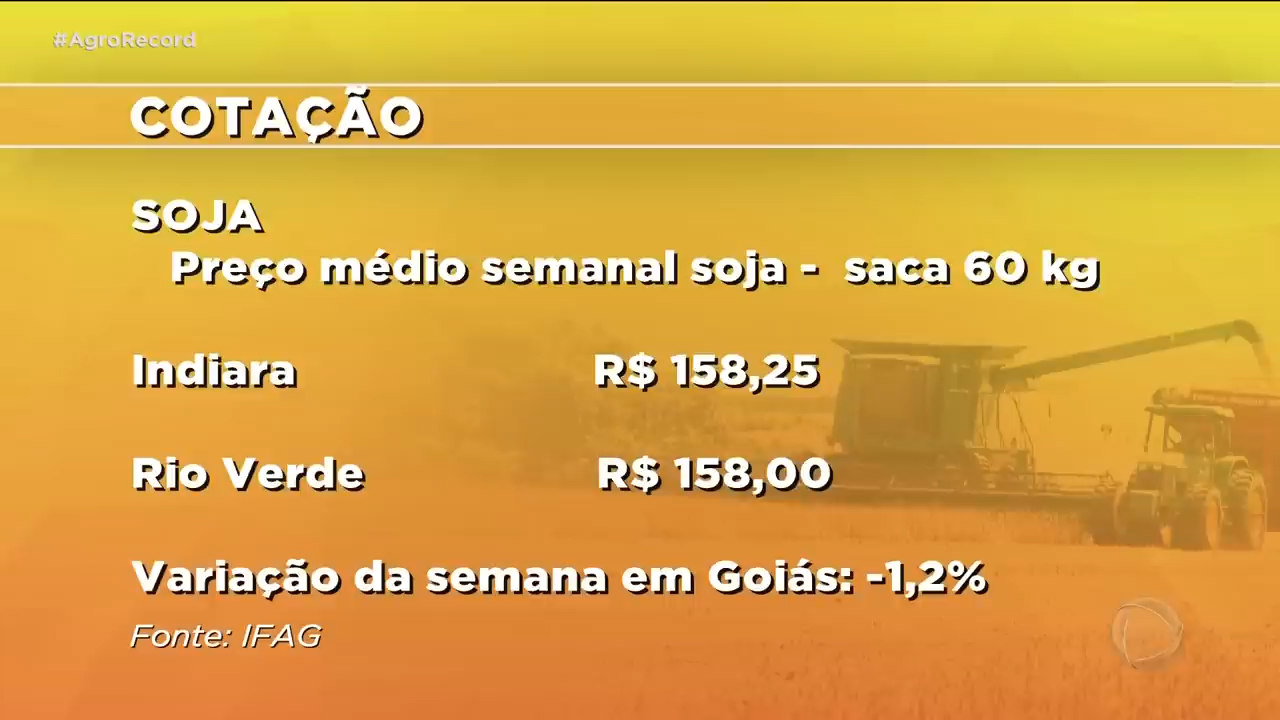 #AgroRecord
COTAÇÃO
SOJA
Preço médio semanal soja - saca 60 kg
Indiara R$ 158,25
Rio Verde R$ 158,00
Variação da semana em Goiás: -1,2%
Fonte: IFAG